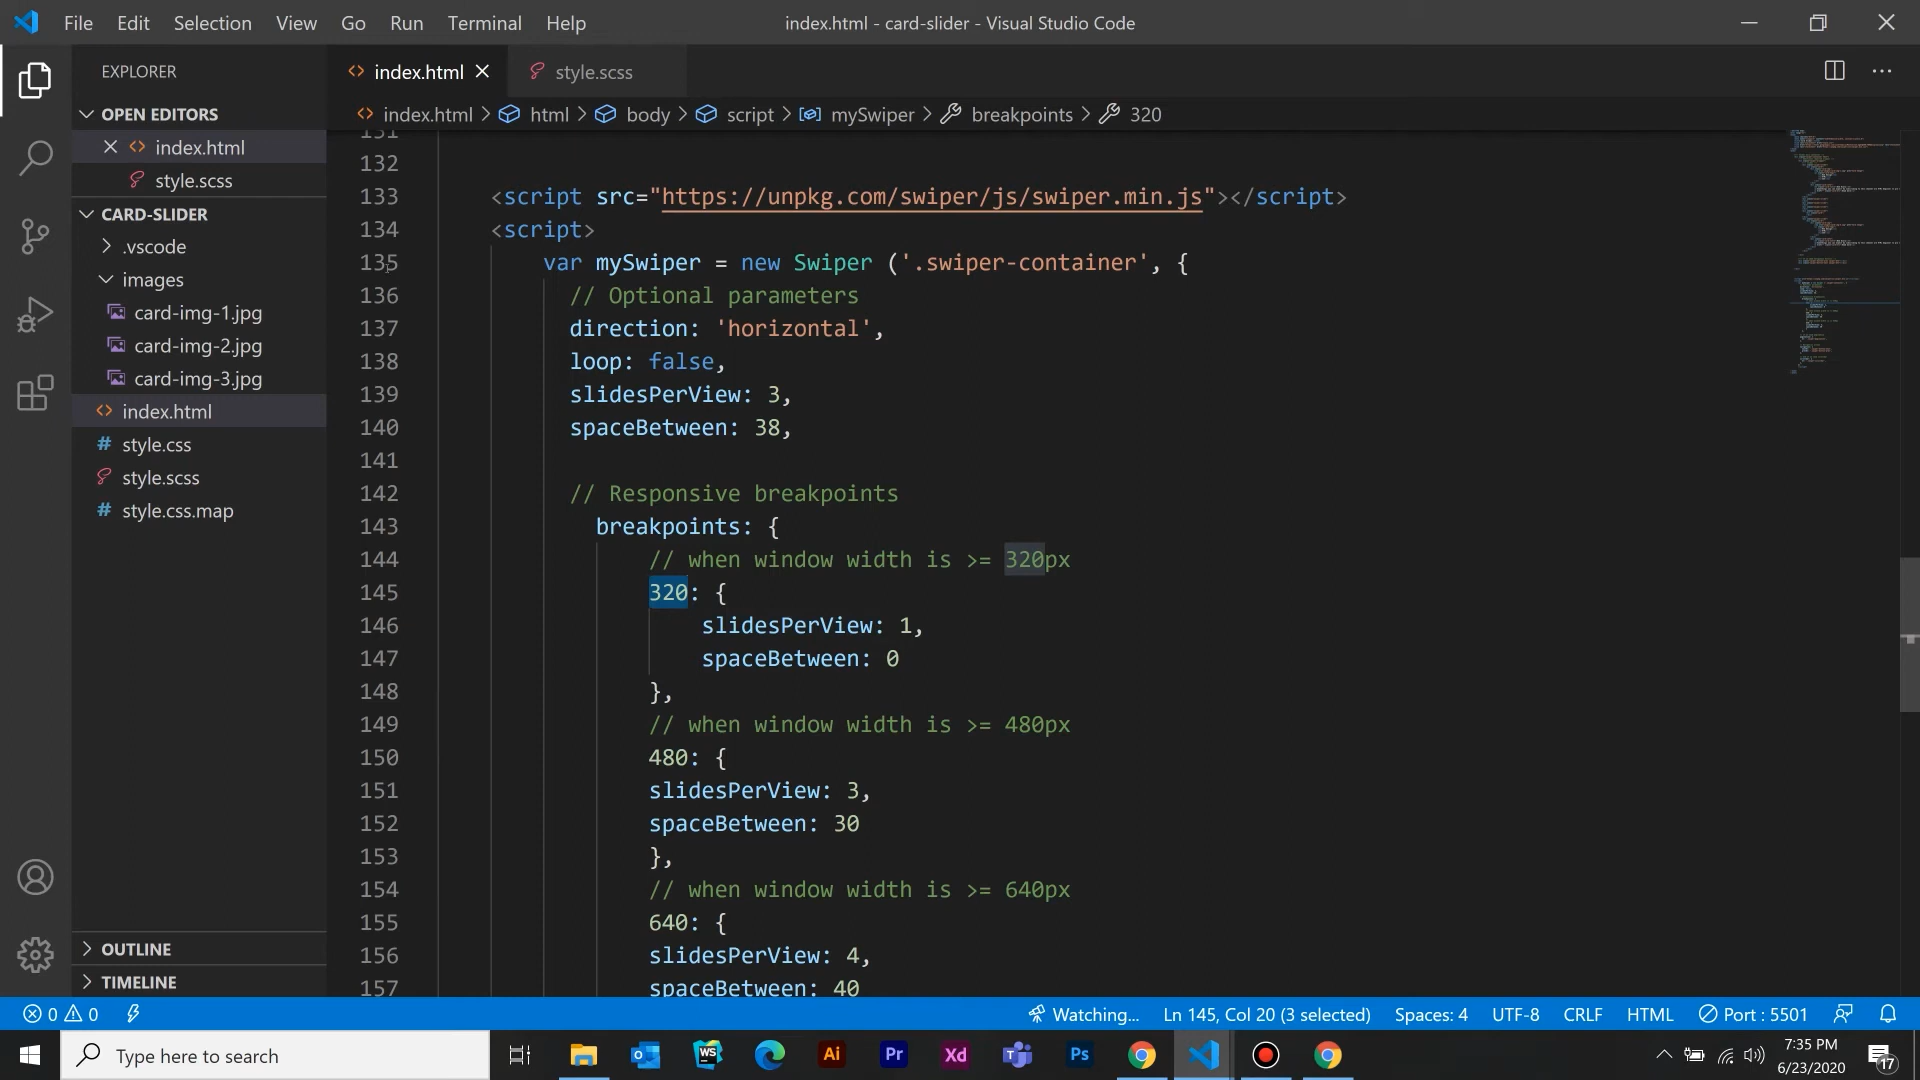 File Edit Selection View Go Run Terminal Help index.html - card-slider - Visual Studio Code
EXPLORER
index.html
style.scss
OPEN EDITORS
index.html
style.scss
CARD-SLIDER
.vscode
images
card-img-1.jpg
card-img-2.jpg
card-img-3.jpg
index.html
style.css
style.scss
style.css.map
OUTLINE
TIMELINE
index.html > html > body > script > mySwiper > breakpoints > 320
131
132
133 <script src="https://unpkg.com/swiper/js/swiper.min.js"></script>
134 <script>
135 var mySwiper = new Swiper ('.swiper-container', {
136 // Optional parameters
137 direction: 'horizontal',
138 loop: false,
139 slidesPerView: 3,
140 spaceBetween: 38,
141
142 // Responsive breakpoints
143 breakpoints: {
144 // when window width is >= 320px
145 320: {
146 slidesPerView: 1,
147 spaceBetween: 0
148 },
149 // when window width is >= 480px
150 480: {
151 slidesPerView: 3,
152 spaceBetween: 30
153 },
154 // when window width is >= 640px
155 640: {
156 slidesPerView: 4,
157 spaceBetween: 40
0 0 Watching... Ln 145, Col 20 (3 selected) Spaces: 4 UTF-8 CRLF HTML Port : 5501
Type here to search
WS
Ai
Pr
Xd
Ps
7:35 PM
6/23/2020
17